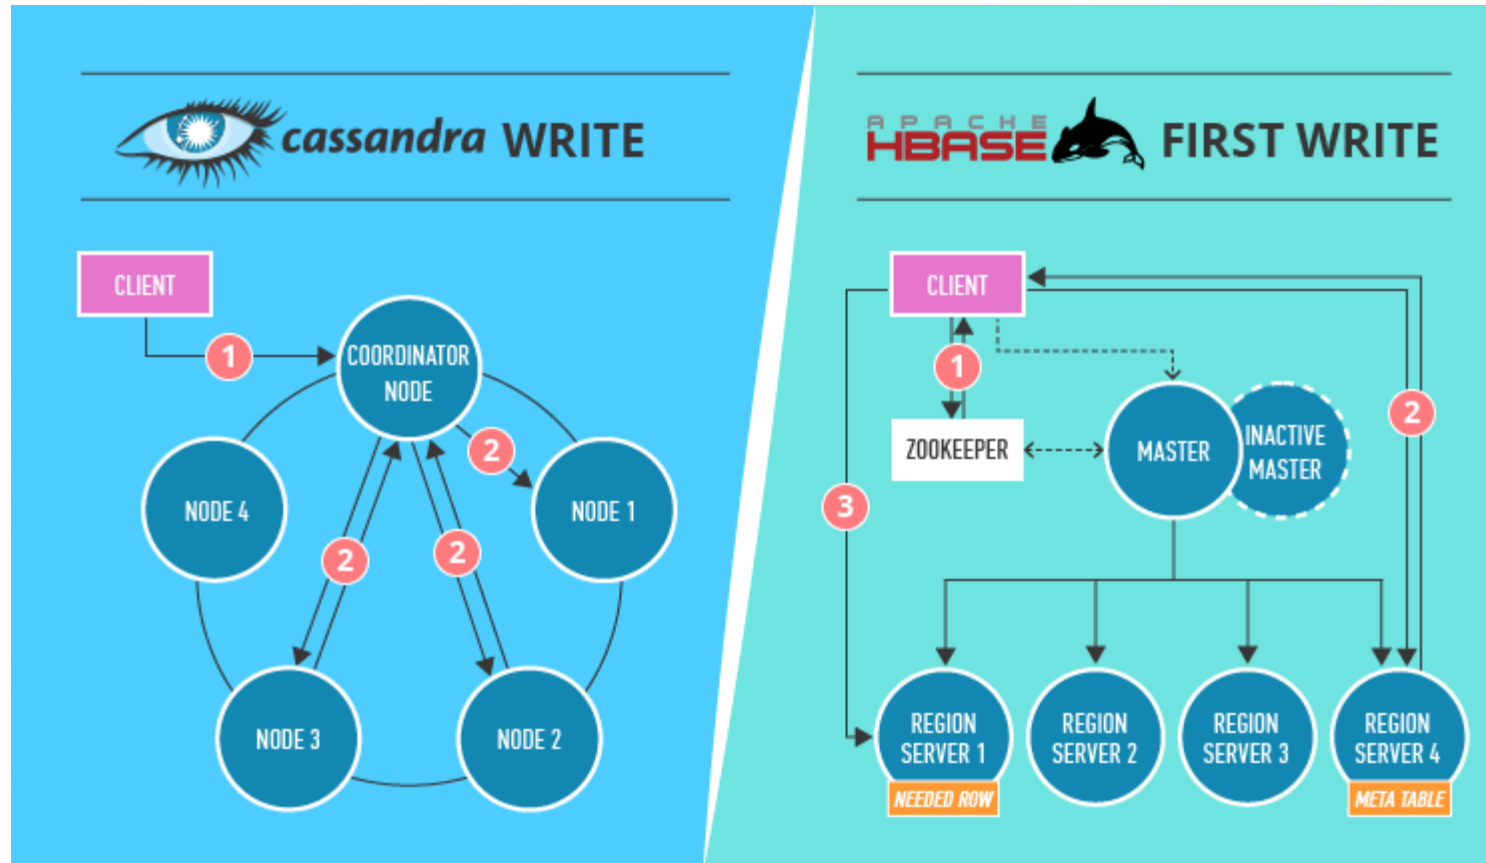 cassandra WRITE
CLIENT
1
COORDINATOR
NODE
2
NODE 4
NODE 1
2
2
NODE 3
NODE 2
APACHE
HBASE
FIRST WRITE
CLIENT
1
2
ZOOKEEPER
MASTER
INACTIVE
MASTER
3
REGION
SERVER 1
NEEDED ROW
REGION
SERVER 2
REGION
SERVER 3
REGION
SERVER 4
META TABLE